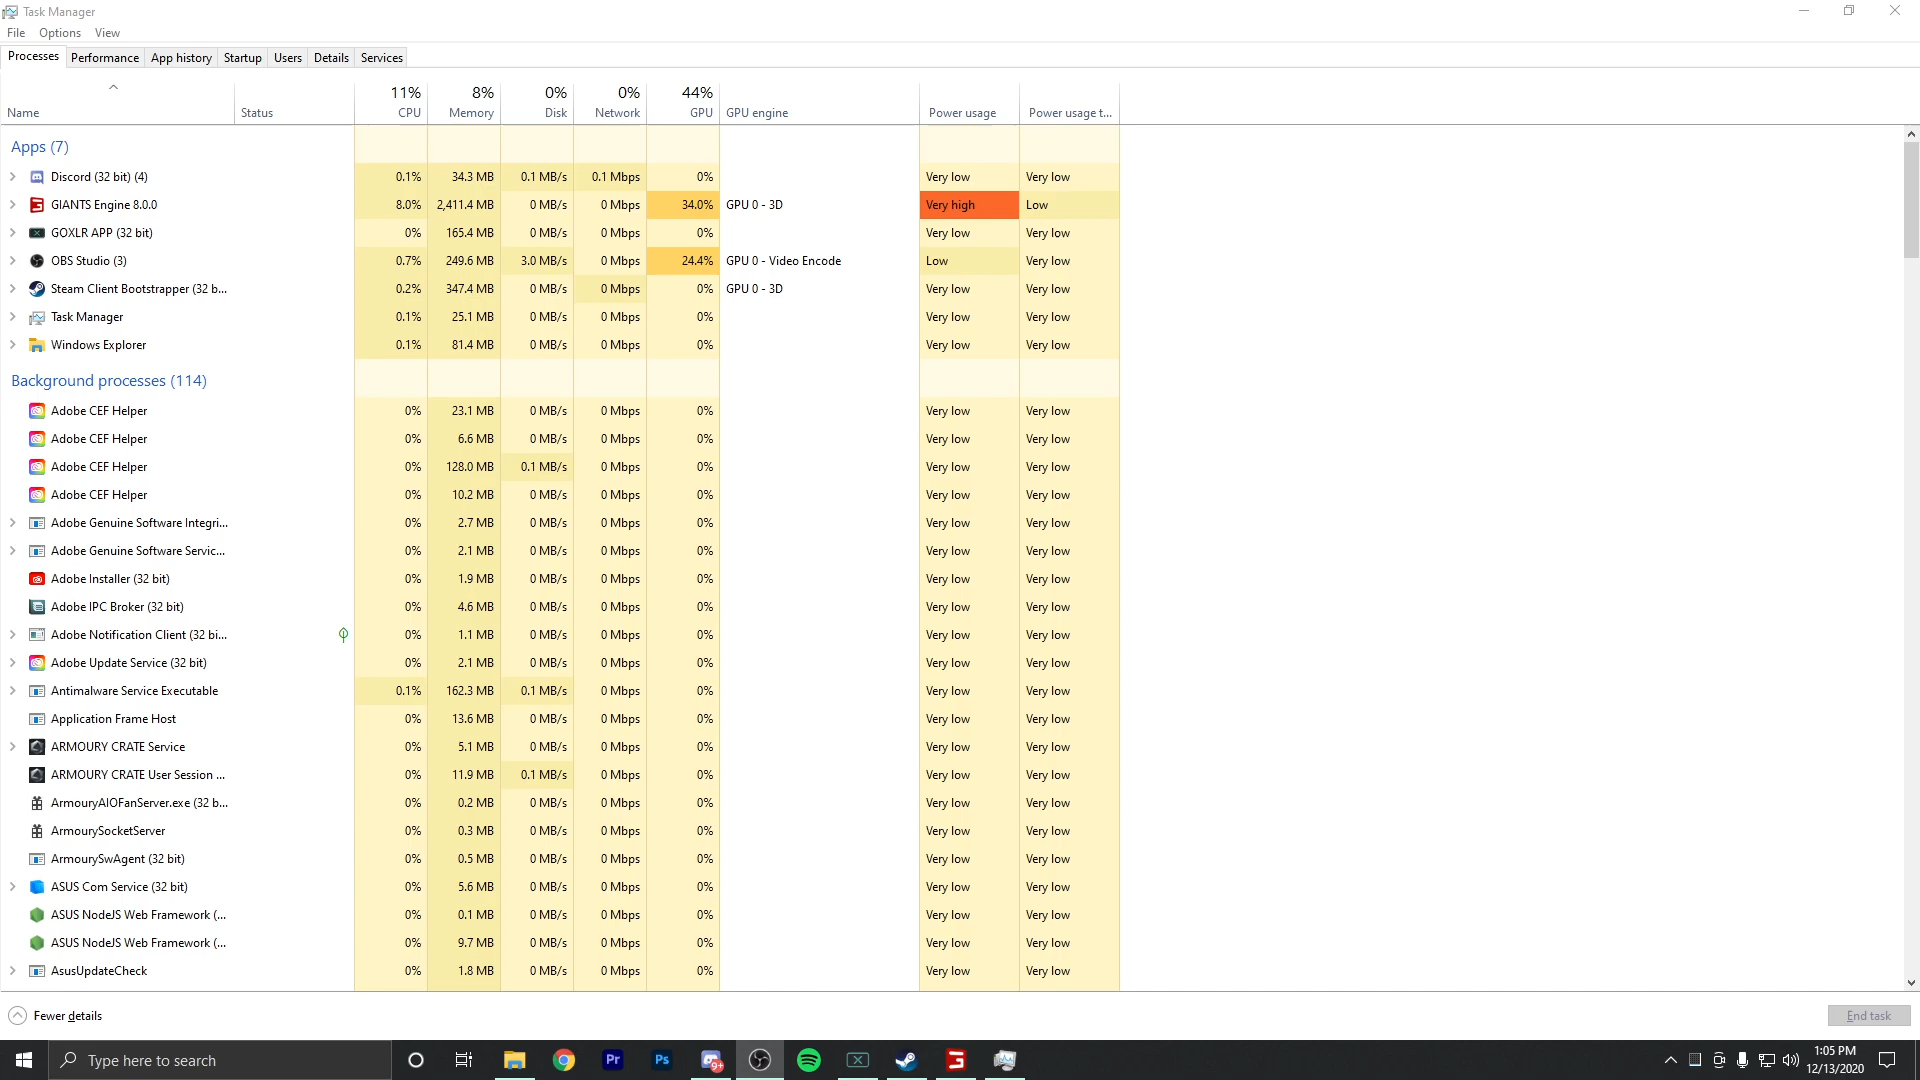 Task Manager
File Options View
Processes Performance App history Startup Users Details Services
11% 8% 0% 0% 44%
Name Status CPU Memory Disk Network GPU GPU engine Power usage Power usage t...
Apps (7)
Discord (32 bit) (4) 0.1% 34.3 MB 0.1 MB/s 0.1 Mbps 0% Very low Very low
GIANTS Engine 8.0.0 8.0% 2,411.4 MB 0 MB/s 0 Mbps 34.0% GPU 0 - 3D Very high Low
GOXLR APP (32 bit) 0% 165.4 MB 0 MB/s 0 Mbps 0% Very low Very low
OBS Studio (3) 0.7% 249.6 MB 3.0 MB/s 0 Mbps 24.4% GPU 0 - Video Encode Low Very low
Steam Client Bootstrapper (32 b... 0.2% 347.4 MB 0 MB/s 0 Mbps 0% GPU 0 - 3D Very low Very low
Task Manager 0.1% 25.1 MB 0 MB/s 0 Mbps 0% Very low Very low
Windows Explorer 0.1% 81.4 MB 0 MB/s 0 Mbps 0% Very low Very low
Background processes (114)
Adobe CEF Helper 0% 23.1 MB 0 MB/s 0 Mbps 0% Very low Very low
Adobe CEF Helper 0% 6.6 MB 0 MB/s 0 Mbps 0% Very low Very low
Adobe CEF Helper 0% 128.0 MB 0.1 MB/s 0 Mbps 0% Very low Very low
Adobe CEF Helper 0% 10.2 MB 0 MB/s 0 Mbps 0% Very low Very low
Adobe Genuine Software Integri... 0% 2.7 MB 0 MB/s 0 Mbps 0% Very low Very low
Adobe Genuine Software Servic... 0% 2.1 MB 0 MB/s 0 Mbps 0% Very low Very low
Adobe Installer (32 bit) 0% 1.9 MB 0 MB/s 0 Mbps 0% Very low Very low
Adobe IPC Broker (32 bit) 0% 4.6 MB 0 MB/s 0 Mbps 0% Very low Very low
Adobe Notification Client (32 bi... 0% 1.1 MB 0 MB/s 0 Mbps 0% Very low Very low
Adobe Update Service (32 bit) 0% 2.1 MB 0 MB/s 0 Mbps 0% Very low Very low
Antimalware Service Executable 0.1% 162.3 MB 0.1 MB/s 0 Mbps 0% Very low Very low
Application Frame Host 0% 13.6 MB 0 MB/s 0 Mbps 0% Very low Very low
ARMOURY CRATE Service 0% 5.1 MB 0 MB/s 0 Mbps 0% Very low Very low
ARMOURY CRATE User Session ... 0% 11.9 MB 0.1 MB/s 0 Mbps 0% Very low Very low
ArmouryAIOFanServer.exe (32 b... 0% 0.2 MB 0 MB/s 0 Mbps 0% Very low Very low
ArmourySocketServer 0% 0.3 MB 0 MB/s 0 Mbps 0% Very low Very low
ArmourySwAgent (32 bit) 0% 0.5 MB 0 MB/s 0 Mbps 0% Very low Very low
ASUS Com Service (32 bit) 0% 5.6 MB 0 MB/s 0 Mbps 0% Very low Very low
ASUS NodeJS Web Framework (... 0% 0.1 MB 0 MB/s 0 Mbps 0% Very low Very low
ASUS NodeJS Web Framework (... 0% 9.7 MB 0 MB/s 0 Mbps 0% Very low Very low
AsusUpdateCheck 0% 1.8 MB 0 MB/s 0 Mbps 0% Very low Very low
Fewer details End task
Type here to search Pr Ps 9+ 1:05 PM
12/13/2020